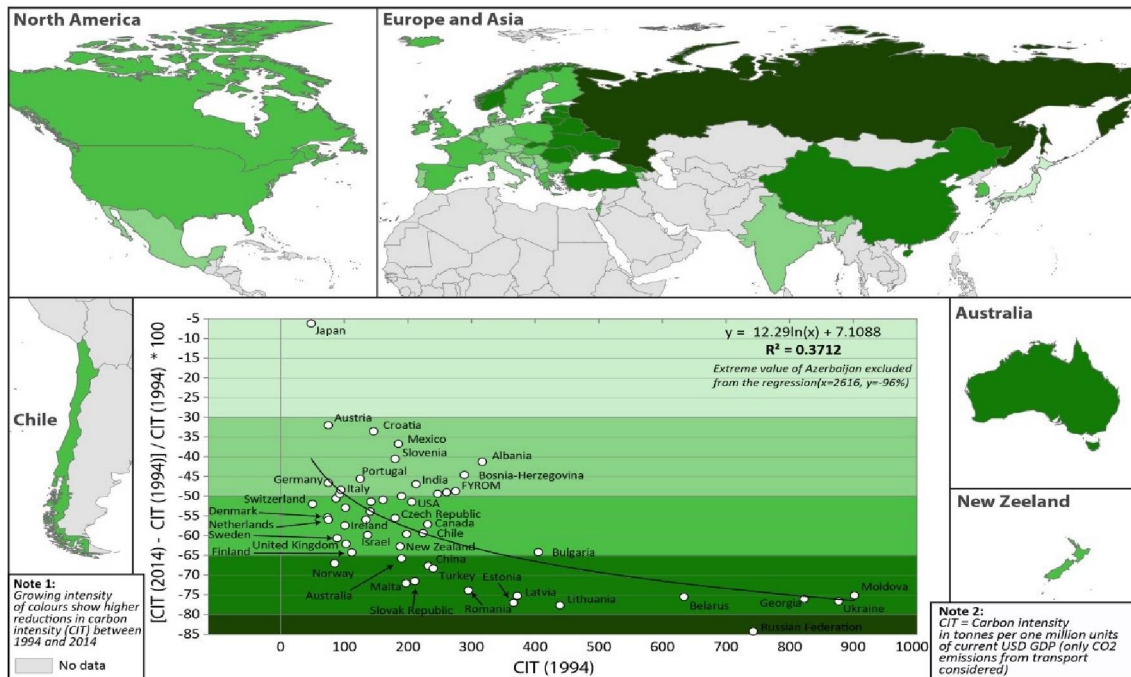 North America
Europe and Asia
Chile
Australia
New Zeeland
[CIT (2014) - CIT (1994)] / CIT (1994) * 100
-5
-10
-15
-20
-25
-30
-35
-40
-45
-50
-55
-60
-65
-70
-75
-80
-85
y = 12.29ln(x) + 7.1088
R² = 0.3712
Extreme value of Azerbaijan excluded
from the regression(x=2616, y=-96%)
Japan
Austria
Croatia
Mexico
Slovenia
Albania
Portugal
Bosnia-Herzegovina
Germany
Italy
India
FYROM
Switzerland
USA
Denmark
Czech Republic
Netherlands
Ireland
Canada
Sweden
Israel
Chile
United Kingdom
New Zealand
Finland
Bulgaria
China
Norway
Turkey
Estonia
Malta
Latvia
Moldova
Australia
Lithuania
Georgia
Slovak Republic
Romania
Belarus
Ukraine
Russian Federation
0 100 200 300 400 500 600 700 800 900 1000
CIT (1994)
Note 1:
Growing intensity
of colours show higher
reductions in carbon
intensity (CIT) between
1994 and 2014
No data
Note 2:
CIT = Carbon intensity
in tonnes per one million units
of current USD GDP (only CO2
emissions from transport
considered)